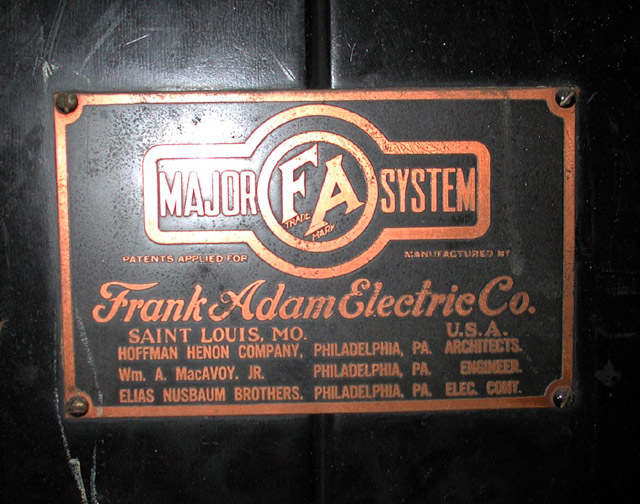 MAJOR FA SYSTEM
TRADE MARK
PATENTS APPLIED FOR MANUFACTURED BY
Frank Adam Electric Co.
SAINT LOUIS, MO. U.S.A.
HOFFMAN HENON COMPANY, PHILADELPHIA, PA. ARCHITECTS.
WM. A. MACAVOY, JR. PHILADELPHIA, PA. ENGINEER.
ELIAS NUSBAUM BROTHERS. PHILADELPHIA, PA. ELEC. CONT.